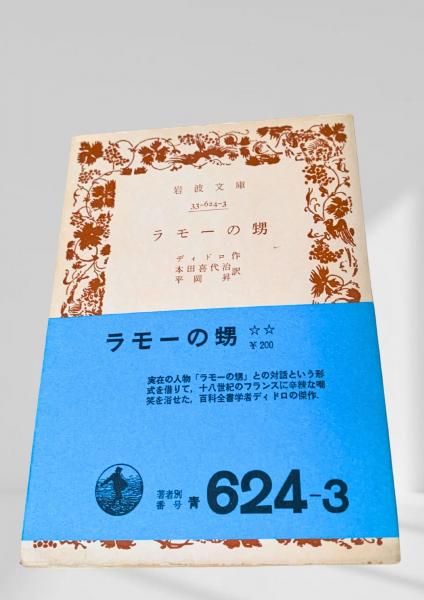 岩波文庫
33-624-3
ラモーの甥
ディドロ作
本田喜代治訳
平岡昇
ラモーの甥 ☆☆
¥200
実在の人物「ラモーの甥」との対話という形
式を借りて，十八世紀のフランスに辛辣な嘲
笑を浴せた，百科全書学者ディドロの傑作．
著者別
番号 青 624-3